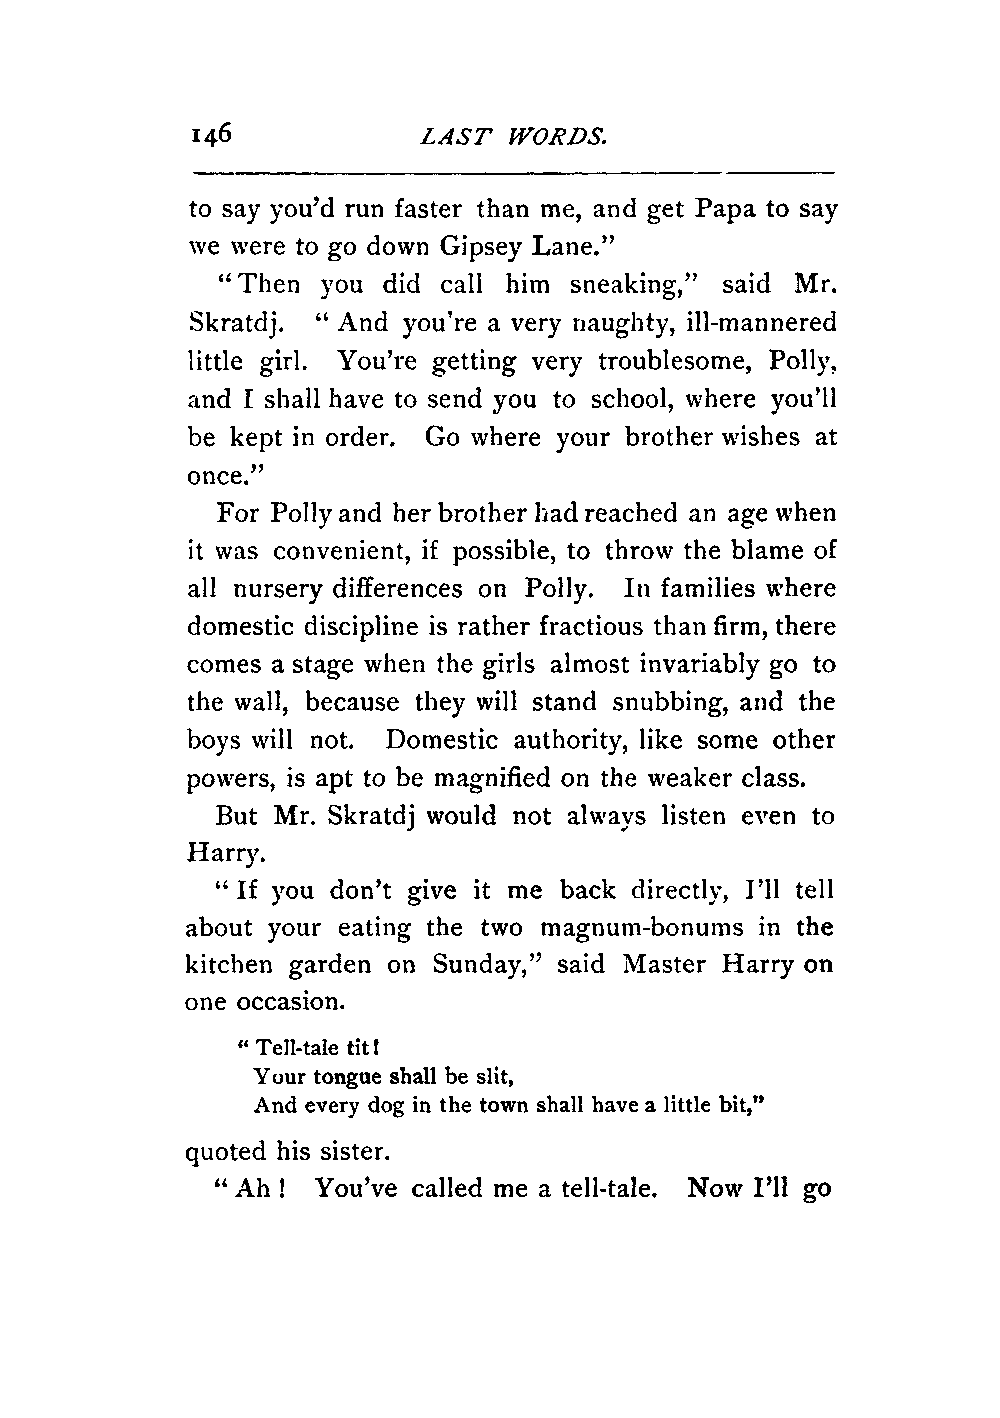 146 LAST WORDS.
to say you'd run faster than me, and get Papa to say
we were to go down Gipsey Lane."
"Then you did call him sneaking," said Mr.
Skratdj. "And you're a very naughty, ill-mannered
little girl. You're getting very troublesome, Polly,
and I shall have to send you to school, where you'll
be kept in order. Go where your brother wishes at
once."
For Polly and her brother had reached an age when
it was convenient, if possible, to throw the blame of
all nursery differences on Polly. In families where
domestic discipline is rather fractious than firm, there
comes a stage when the girls almost invariably go to
the wall, because they will stand snubbing, and the
boys will not. Domestic authority, like some other
powers, is apt to be magnified on the weaker class.
But Mr. Skratdj would not always listen even to
Harry.
"If you don't give it me back directly, I'll tell
about your eating the two magnum-bonums in the
kitchen garden on Sunday," said Master Harry on
one occasion.
"Tell-tale tit!
Your tongue shall be slit,
And every dog in the town shall have a little bit,"
quoted his sister.
"Ah! You've called me a tell-tale. Now I'll go